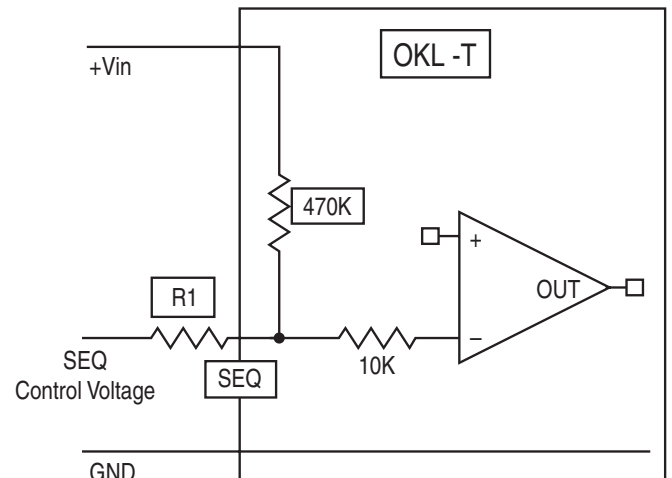 OKL -T
+Vin
470K
+
OUT
R1
–
10K
SEQ
Control Voltage
SEQ
GND